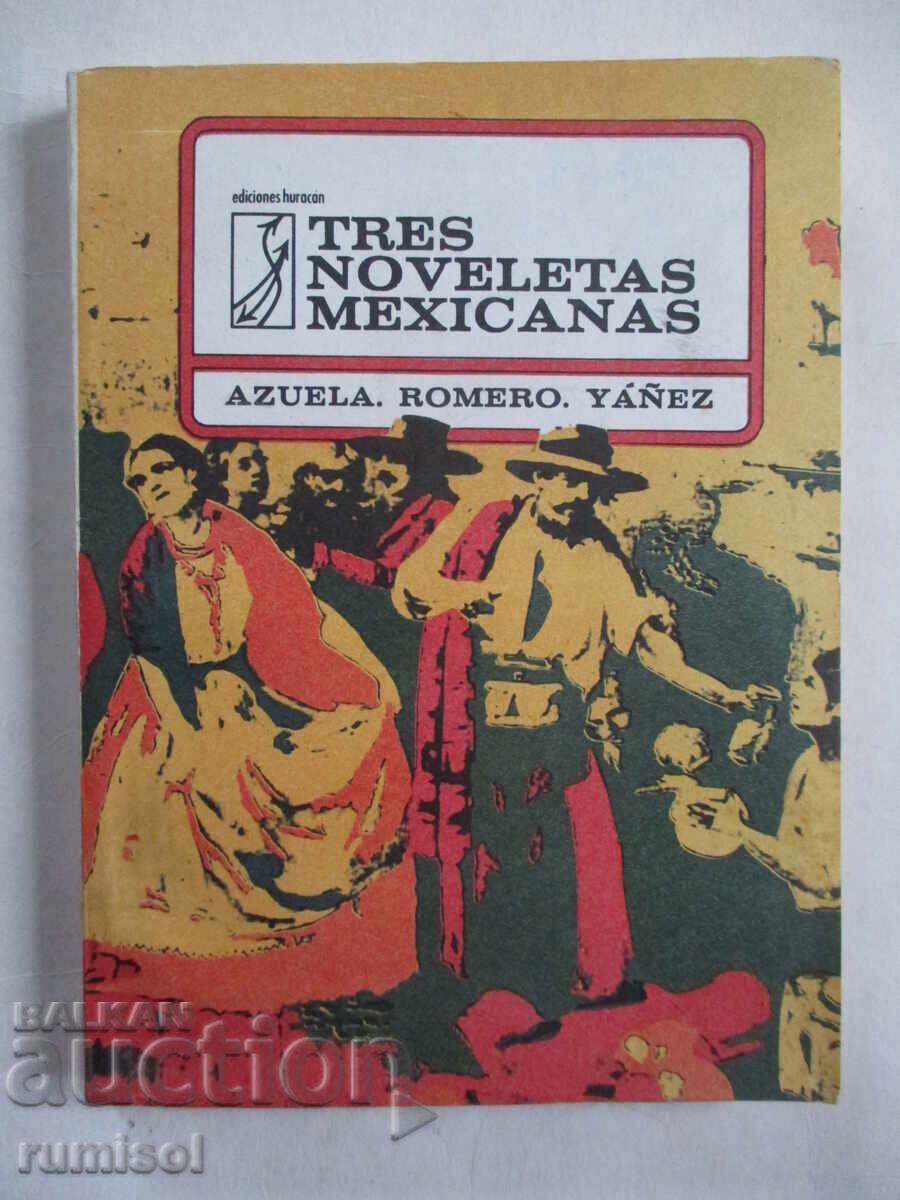 ediciones huracán
TRES
NOVELETAS
MEXICANAS
AZUELA. ROMERO. YÁÑEZ
BALKAN
auction
rumisol